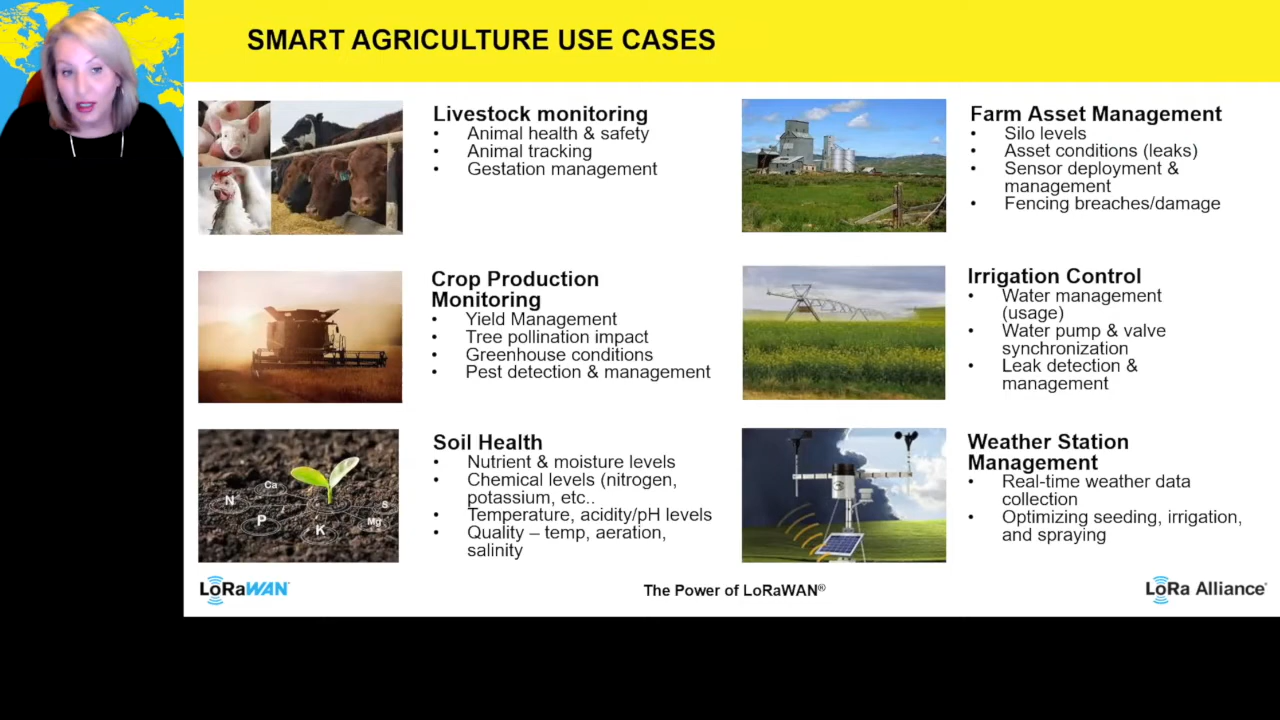 SMART AGRICULTURE USE CASES
Livestock monitoring
• Animal health & safety
• Animal tracking
• Gestation management
Farm Asset Management
• Silo levels
• Asset conditions (leaks)
• Sensor deployment &
management
• Fencing breaches/damage
Crop Production
Monitoring
• Yield Management
• Tree pollination impact
• Greenhouse conditions
• Pest detection & management
Irrigation Control
• Water management
(usage)
• Water pump & valve
synchronization
• Leak detection &
management
N
Ca
P
K
S
Mg
Soil Health
• Nutrient & moisture levels
• Chemical levels (nitrogen,
potassium, etc..
• Temperature, acidity/pH levels
• Quality – temp, aeration,
salinity
Weather Station
Management
• Real-time weather data
collection
• Optimizing seeding, irrigation,
and spraying
LoRaWAN
The Power of LoRaWAN®
LoRa Alliance